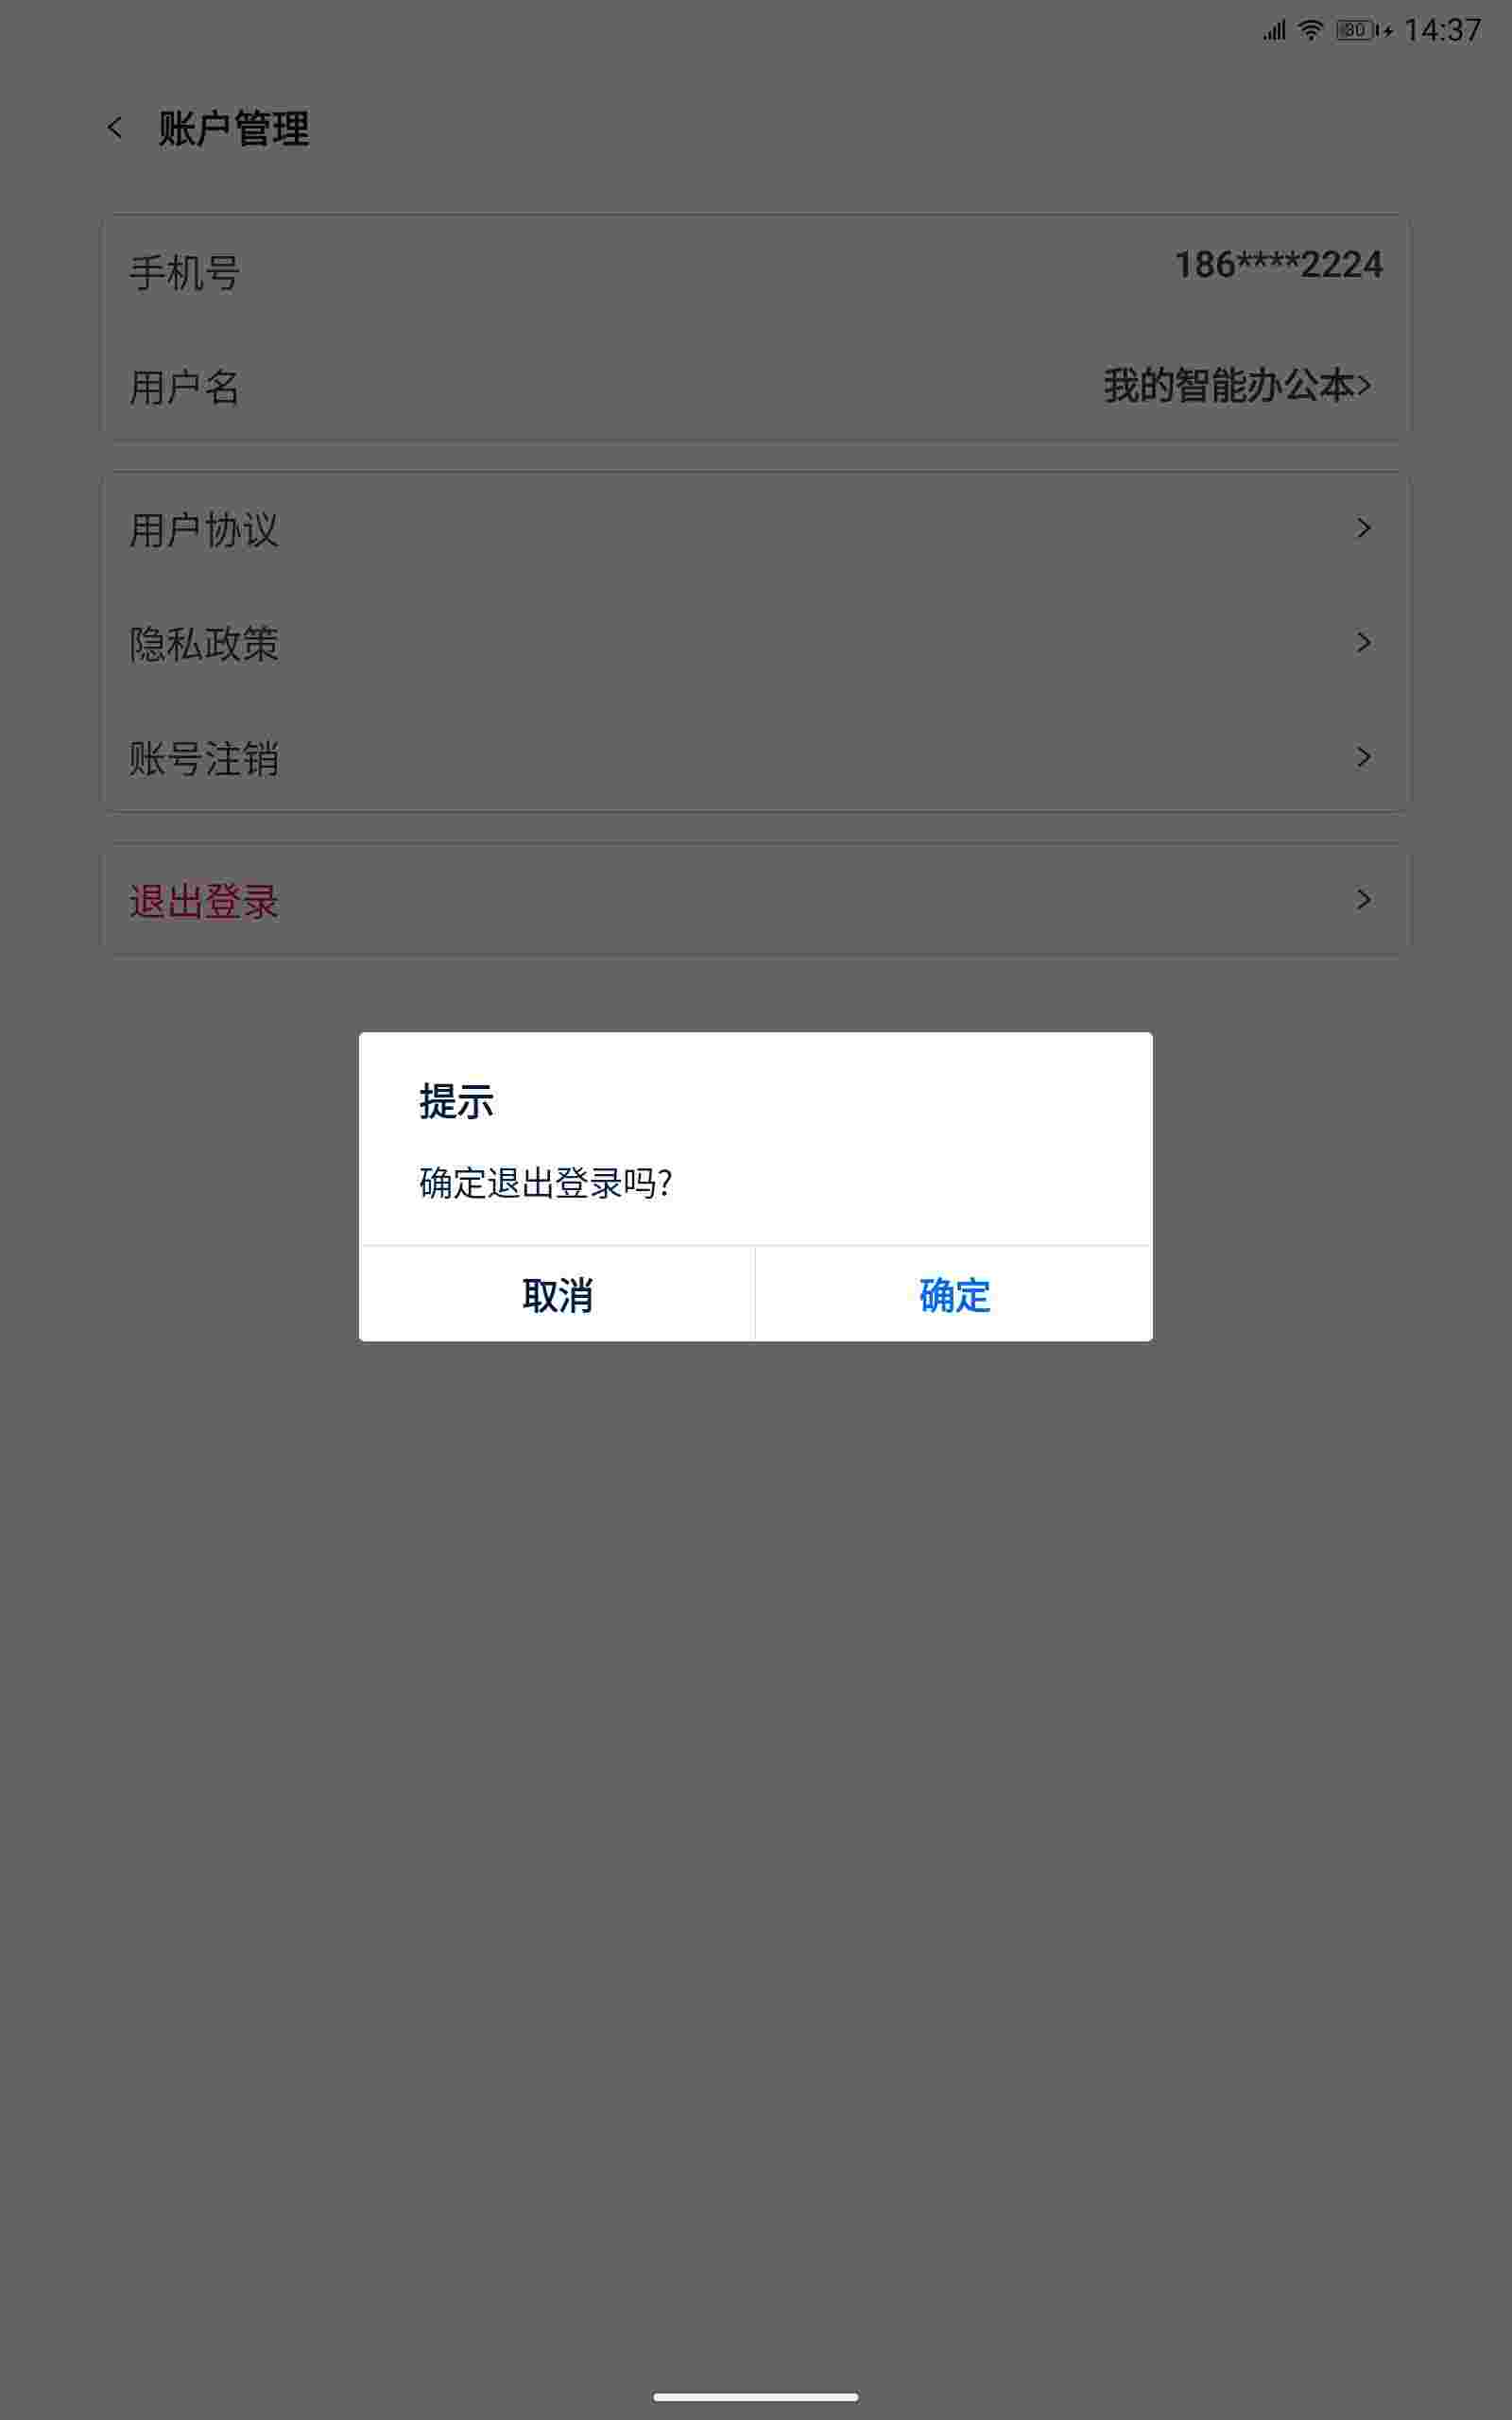 30 14:37
账户管理
手机号 186****2224
用户名 我的智能办公本
用户协议
隐私政策
账号注销
退出登录
提示
确定退出登录吗?
取消 确定